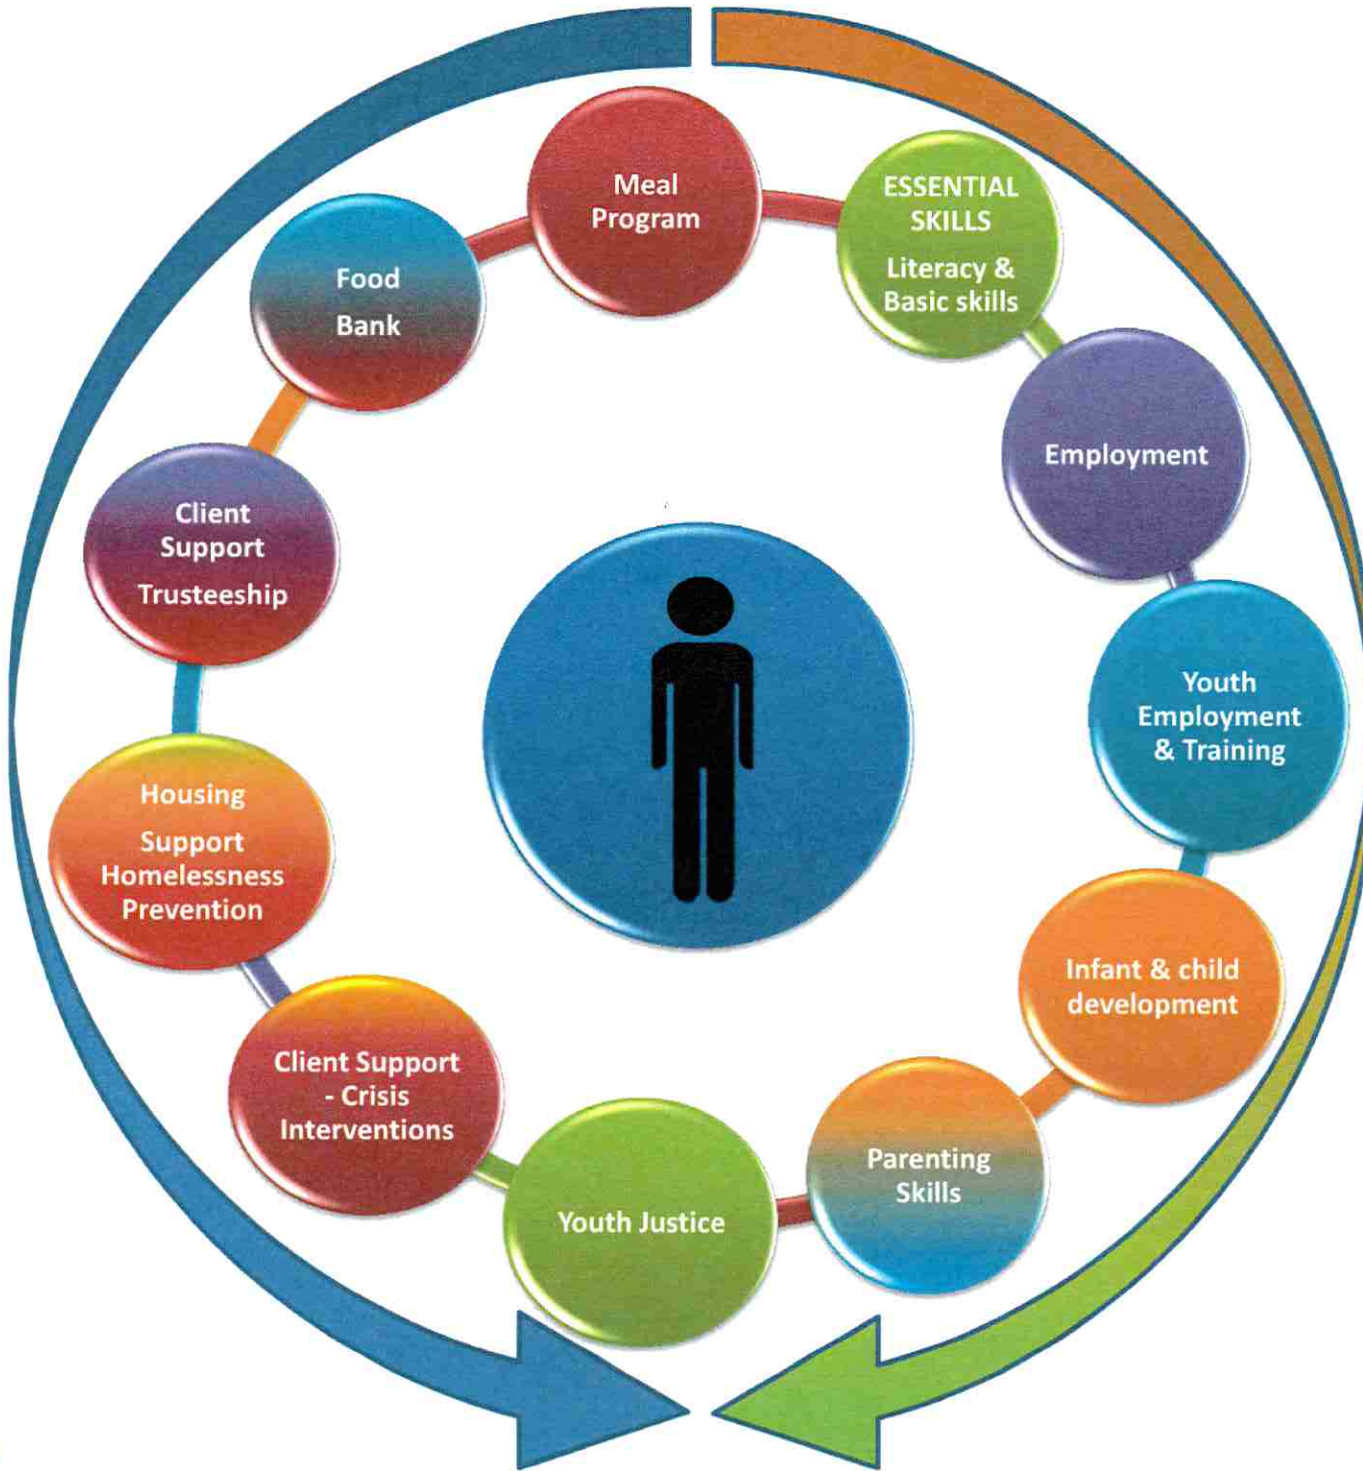 Meal
Program
ESSENTIAL
SKILLS
Literacy &
Basic skills
Employment
Youth
Employment
& Training
Infant & child
development
Parenting
Skills
Youth Justice
Client Support
- Crisis
Interventions
Housing
Support
Homelessness
Prevention
Client
Support
Trusteeship
Food
Bank